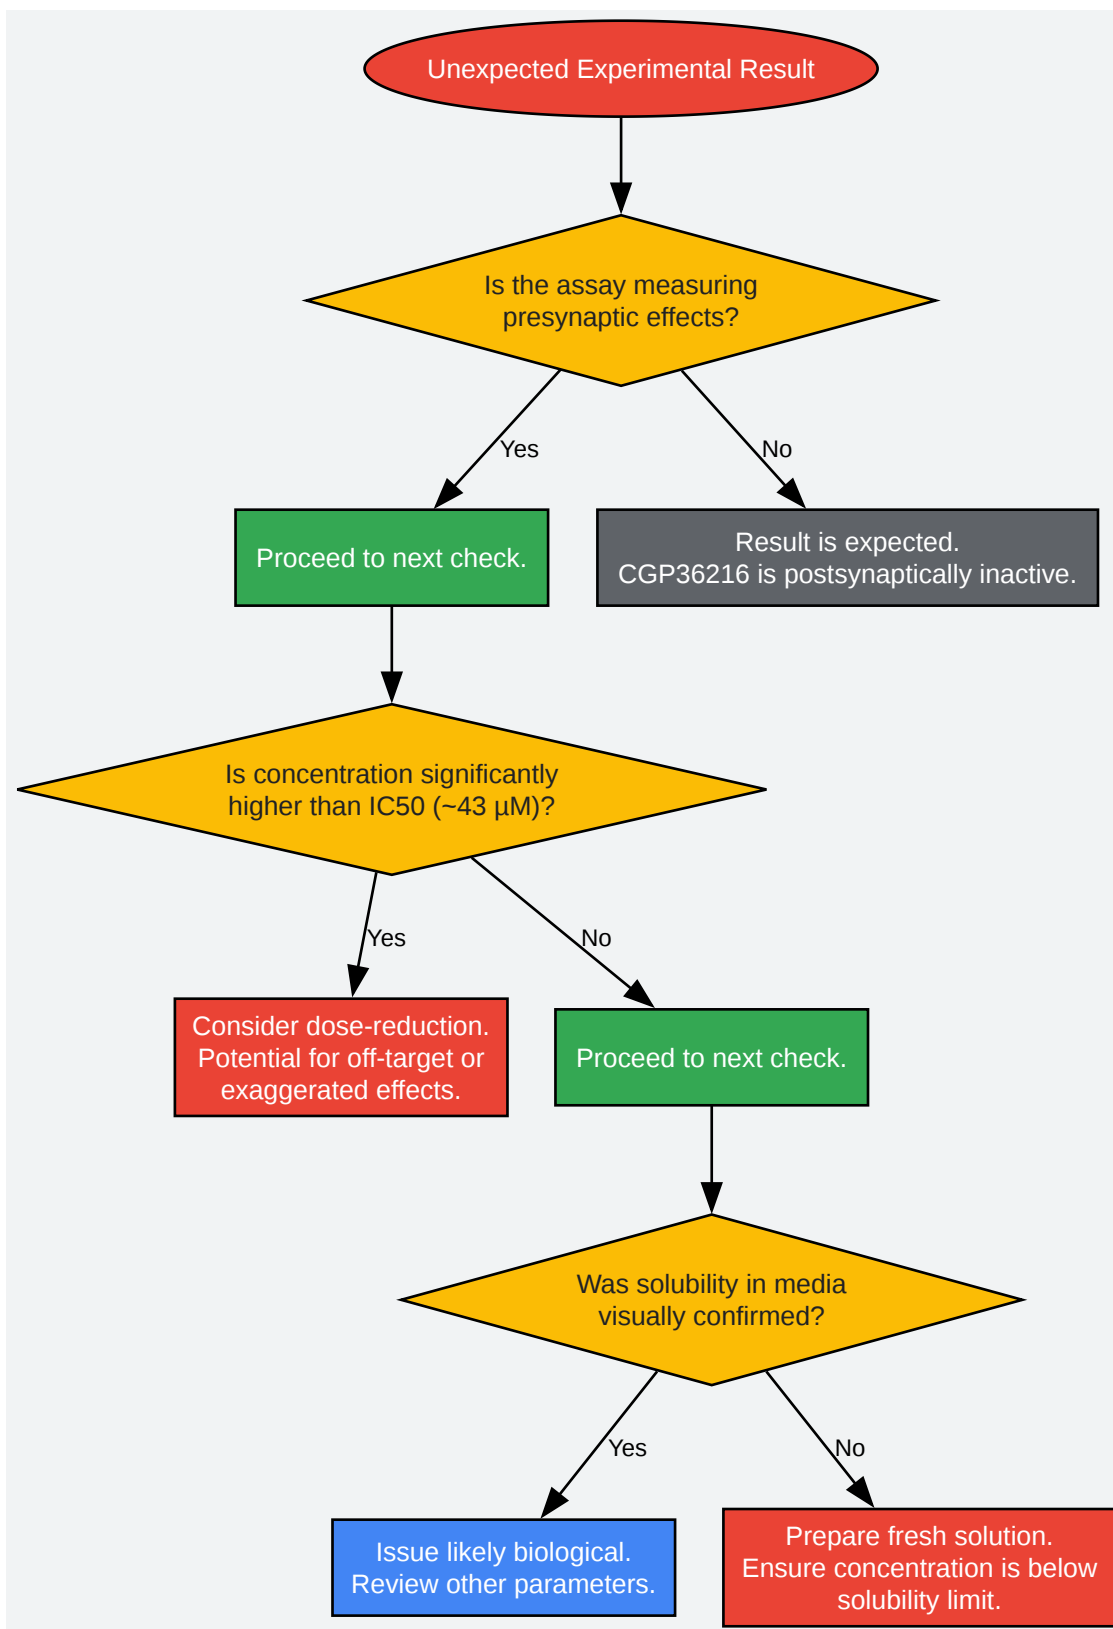 Unexpected Experimental Result
Is the assay measuring
presynaptic effects?
Yes
No
Proceed to next check.
Result is expected.
CGP36216 is postsynaptically inactive.
Is concentration significantly
higher than IC50 (~43 µM)?
Yes
No
Consider dose-reduction.
Potential for off-target or
exaggerated effects.
Proceed to next check.
Was solubility in media
visually confirmed?
Yes
No
Issue likely biological.
Review other parameters.
Prepare fresh solution.
Ensure concentration is below
solubility limit.